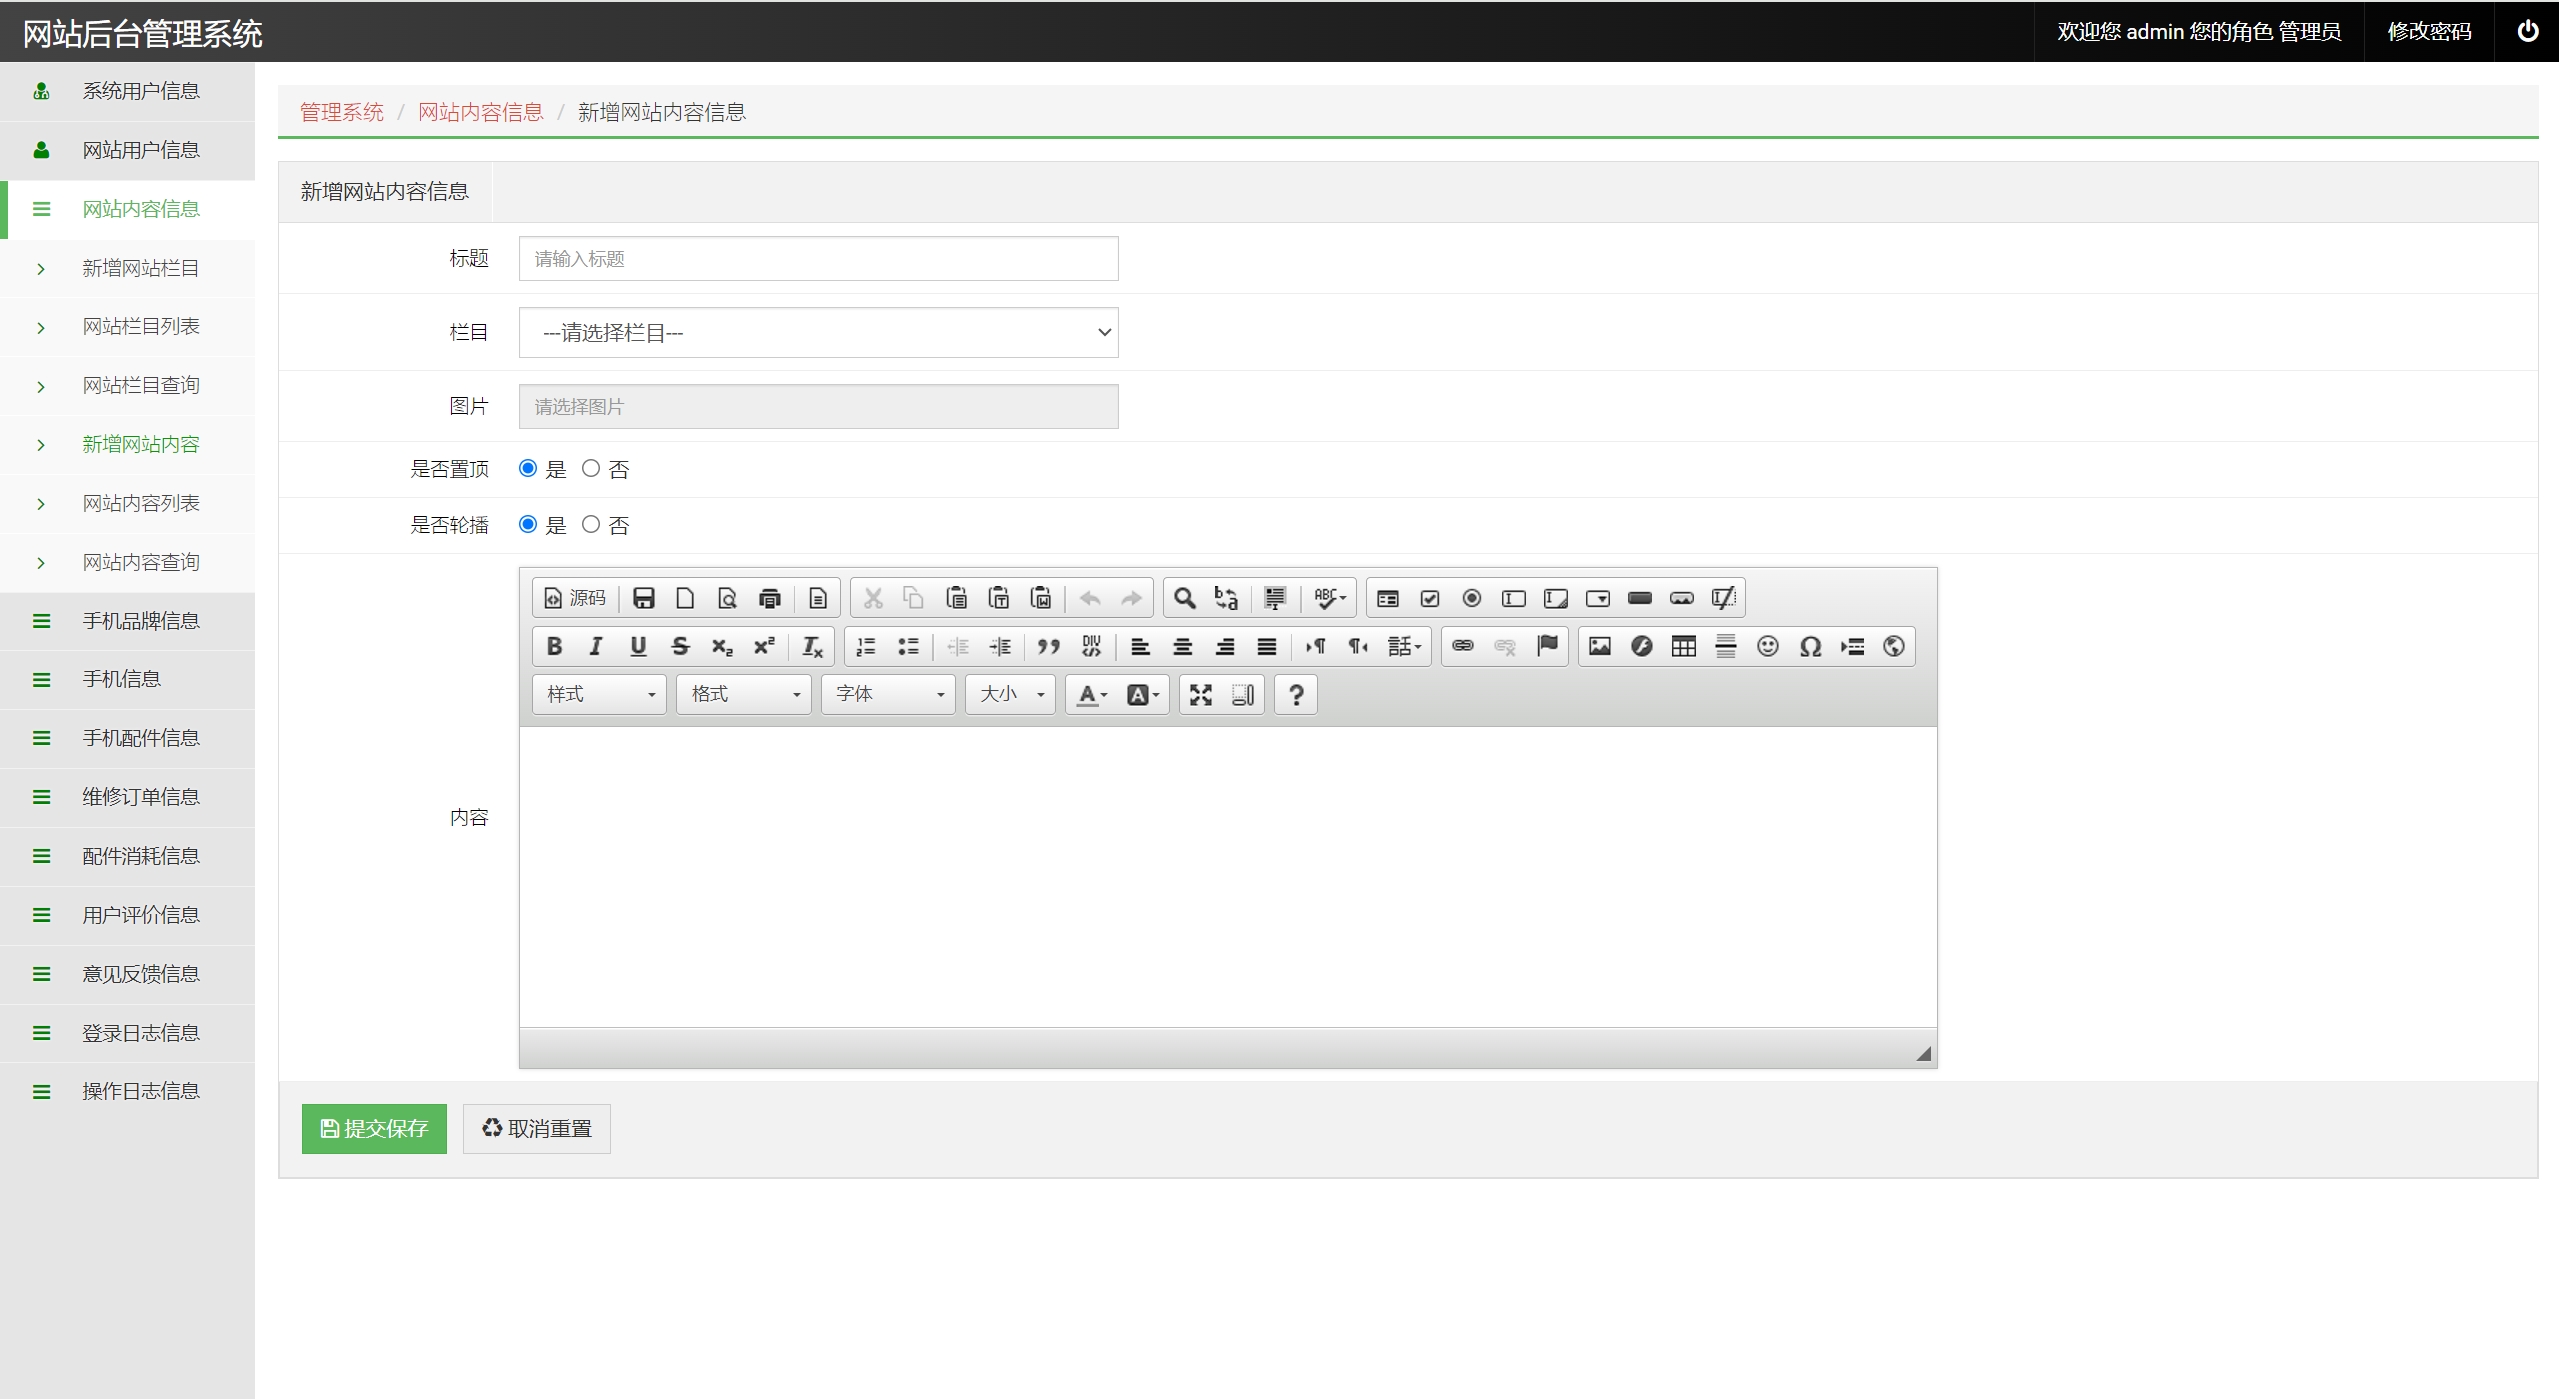 网站后台管理系统
欢迎您 admin 您的角色 管理员
修改密码
系统用户信息
网站用户信息
网站内容信息
新增网站栏目
网站栏目列表
网站栏目查询
新增网站内容
网站内容列表
网站内容查询
手机品牌信息
手机信息
手机配件信息
维修订单信息
配件消耗信息
用户评价信息
意见反馈信息
登录日志信息
操作日志信息
管理系统 / 网站内容信息 / 新增网站内容信息
新增网站内容信息
标题 请输入标题
栏目 ---请选择栏目---
图片 请选择图片
是否置顶 是 否
是否轮播 是 否
内容
源码
样式 格式 字体 大小
提交保存 取消重置